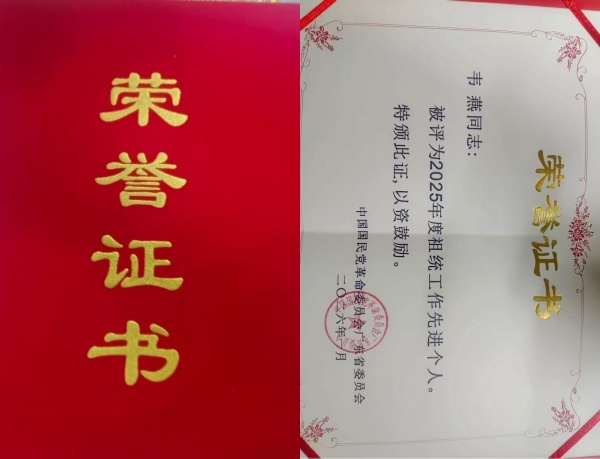 荣誉证书
荣誉证书
韦 燕同志：
被评为2025年度祖统工作先进个人。
特颁此证，以资鼓励。
中国国民党革命委员会广东省委员会